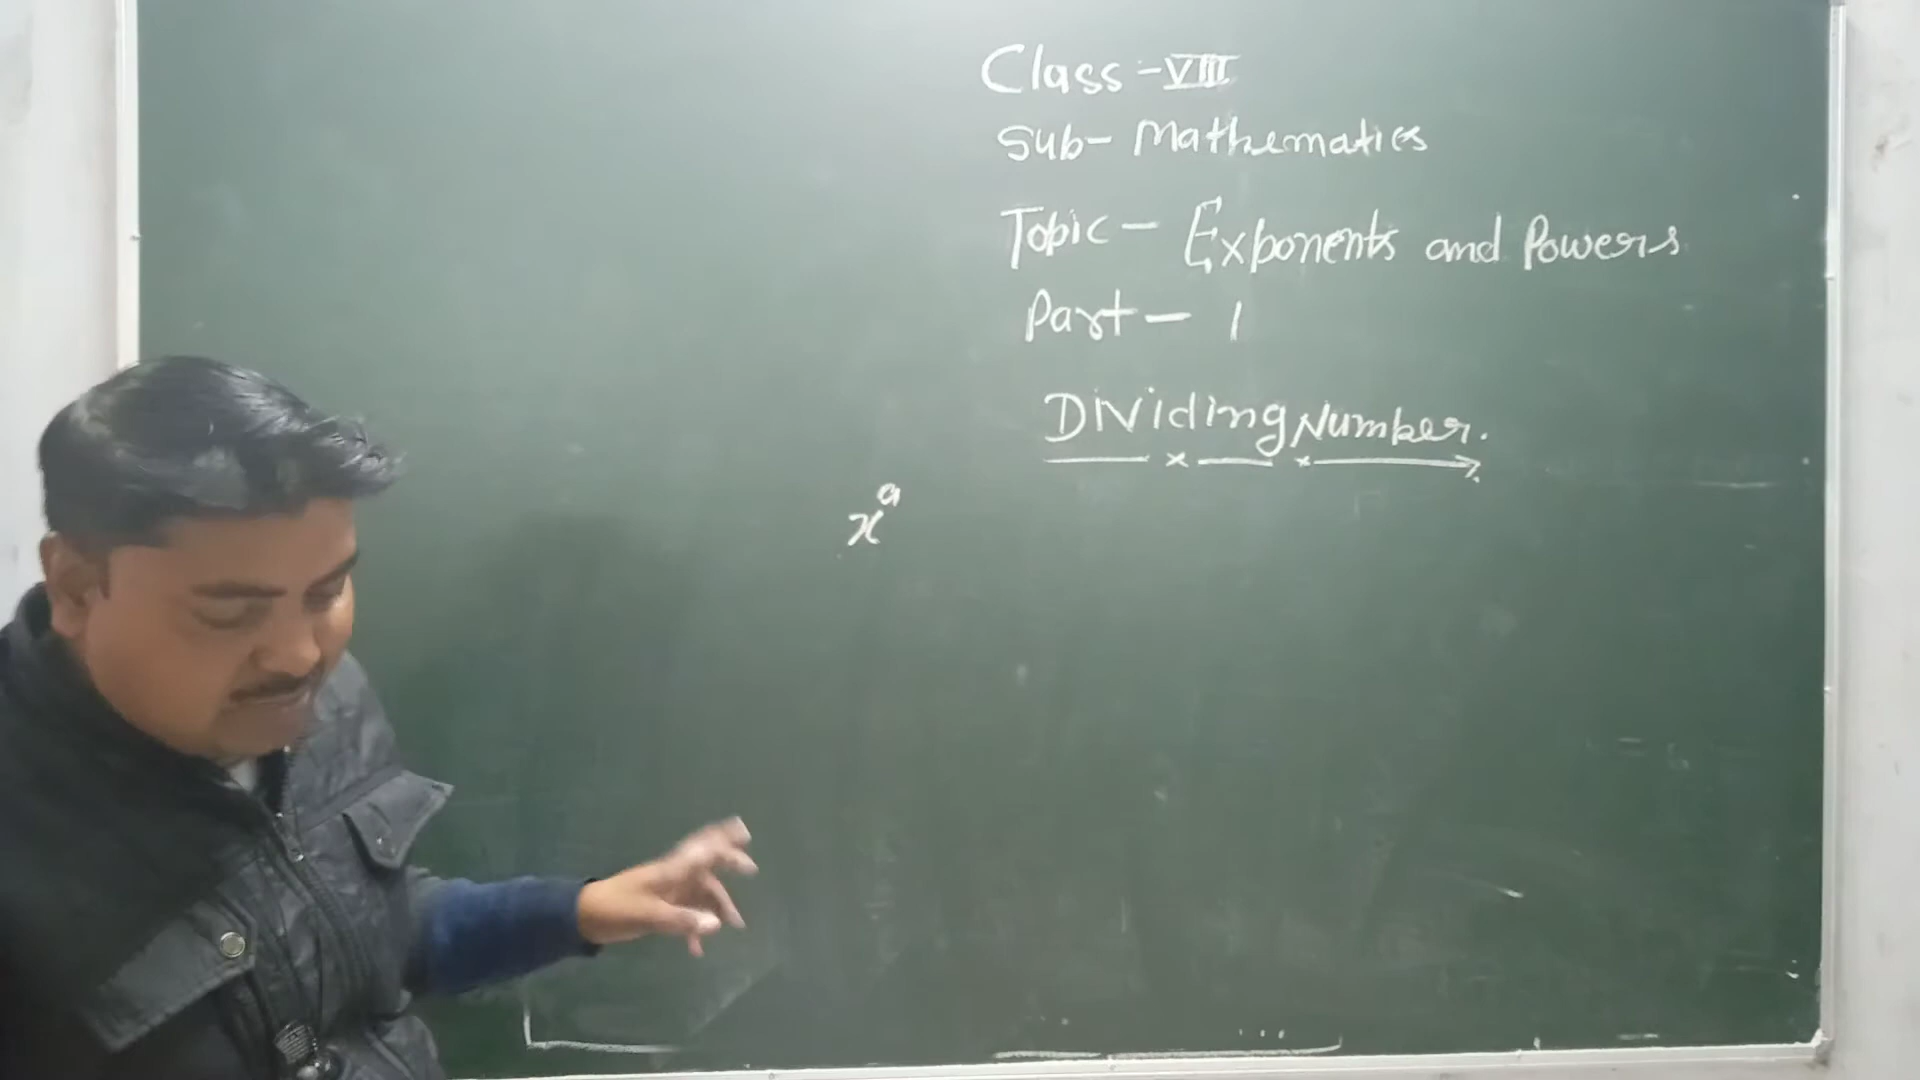 Class - VIII
Sub - Mathematics
Topic - Exponents and Powers
Part - 1
Dividing Number.
x^a